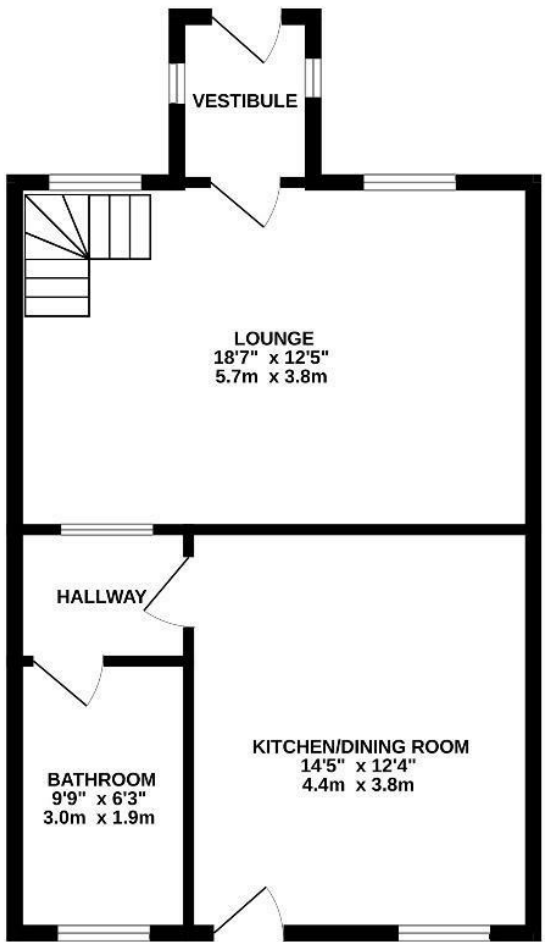 VESTIBULE
LOUNGE
18'7" x 12'5"
5.7m x 3.8m
HALLWAY
KITCHEN/DINING ROOM
14'5" x 12'4"
4.4m x 3.8m
BATHROOM
9'9" x 6'3"
3.0m x 1.9m